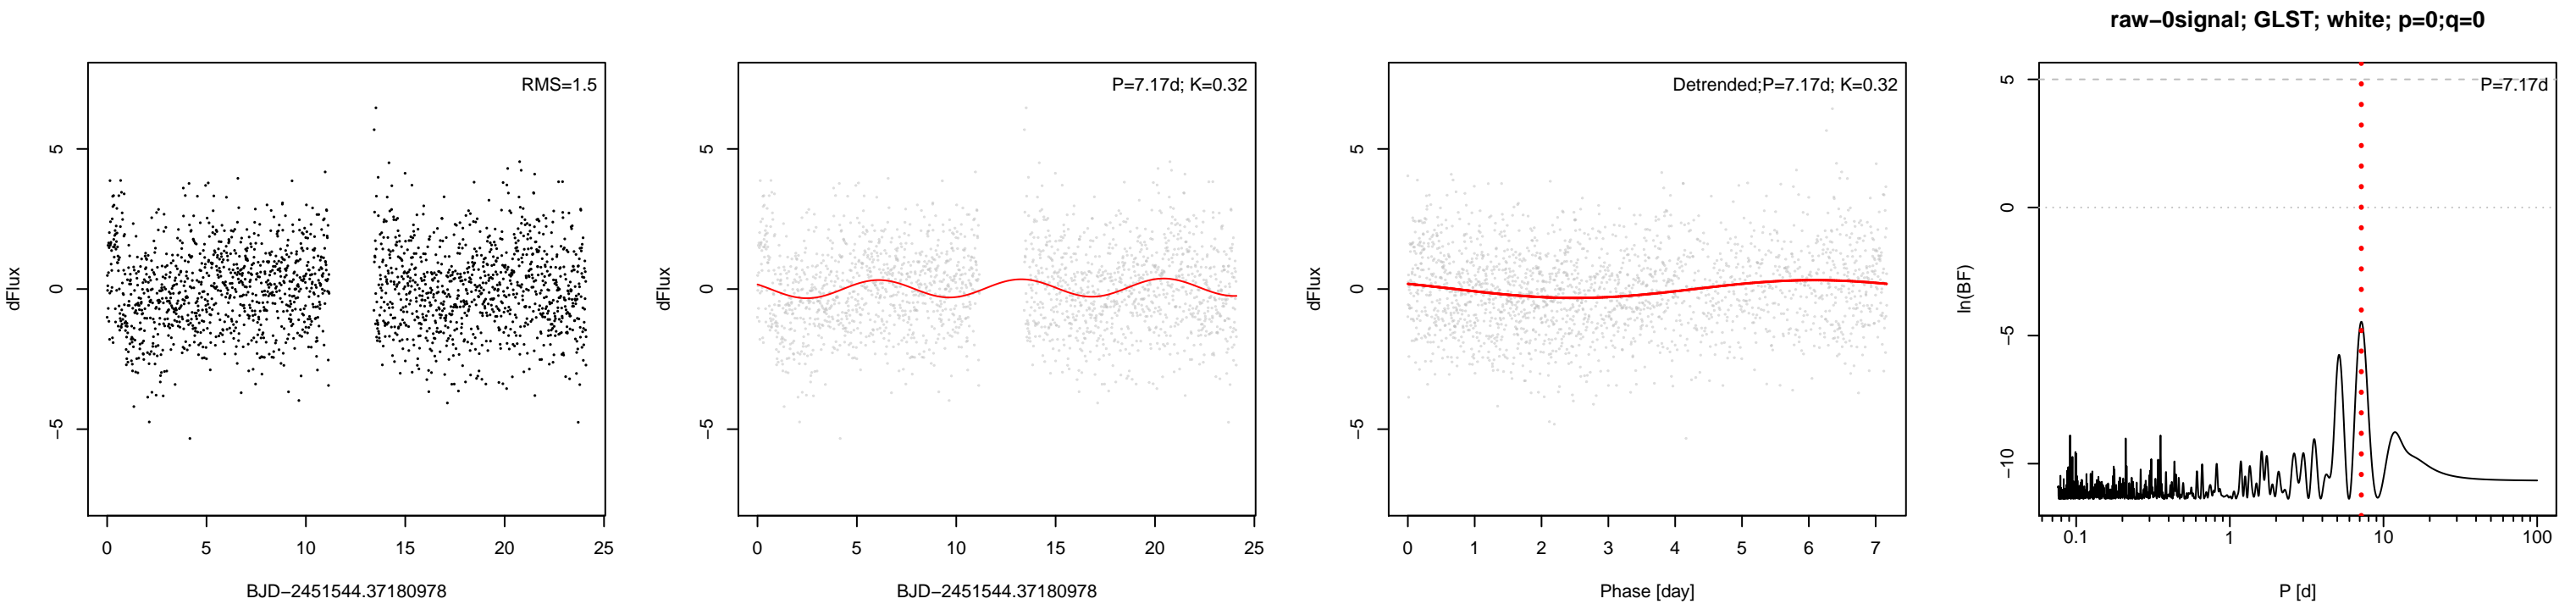 raw−0signal; GLST; white; p=0;q=0
RMS=1.5
dFlux
5
0
−5
0 5 10 15 20 25
BJD−2451544.37180978
P=7.17d; K=0.32
dFlux
5
0
−5
0 5 10 15 20 25
BJD−2451544.37180978
Detrended;P=7.17d; K=0.32
dFlux
5
0
−5
0 1 2 3 4 5 6 7
Phase [day]
P=7.17d
ln(BF)
5
0
−5
−10
0.1 1 10 100
P [d]